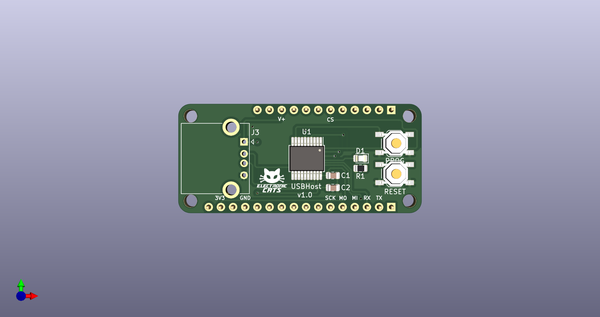 V+ CS
J3 U1
D1
PROG
C1
R1
ELECTRONIC
CATS
USBHost
C2
RESET
v1.0
3V3 GND SCK MO MI RX TX